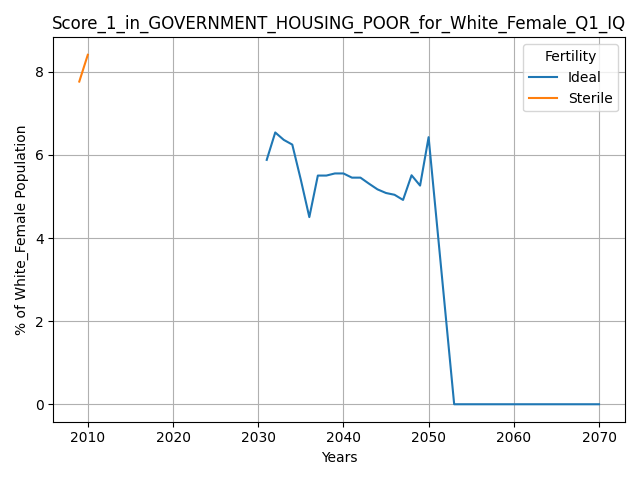 Score_1_in_GOVERNMENT_HOUSING_POOR_for_White_Female_Q1_IQ
Fertility
Ideal
Sterile
% of White_Female Population
8
6
4
2
0
2010 2020 2030 2040 2050 2060 2070
Years